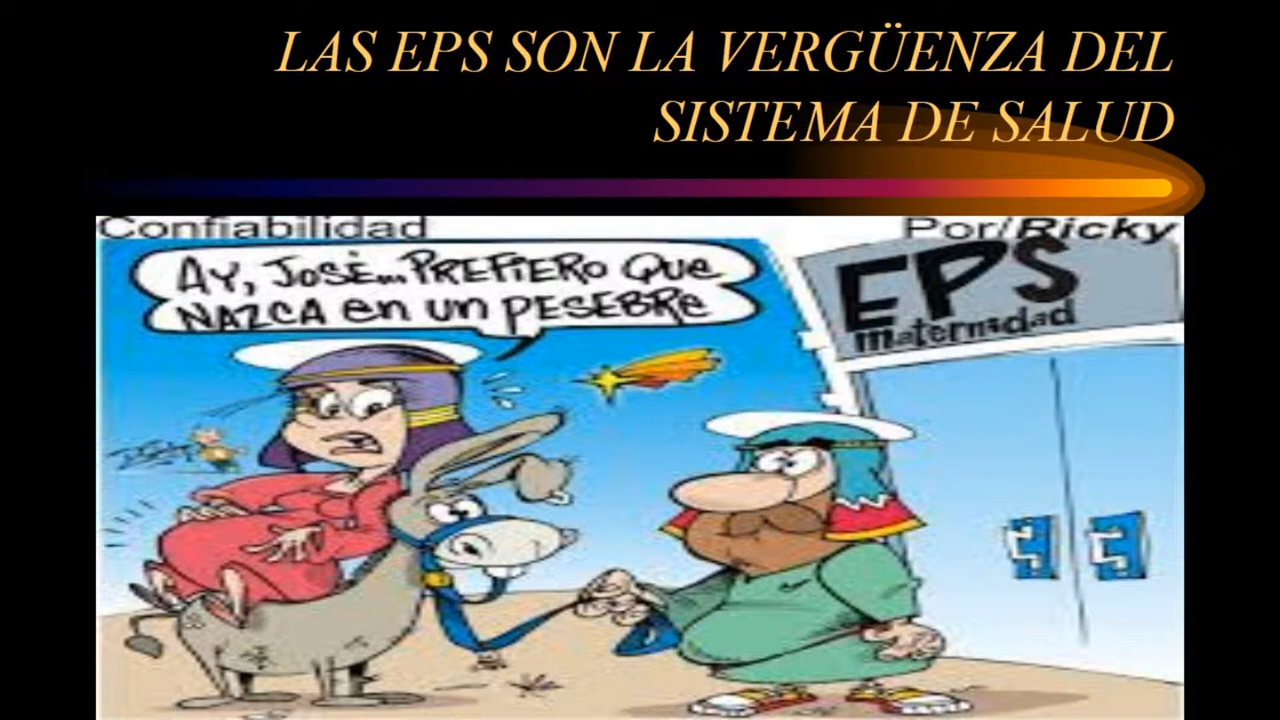 LAS EPS SON LA VERGÜENZA DEL
SISTEMA DE SALUD
Confiabilidad
Por/Ricky
AY, JOSÉ...PREFIERO QUE
NAZCA en un PESEBRE
EPS
maternidad